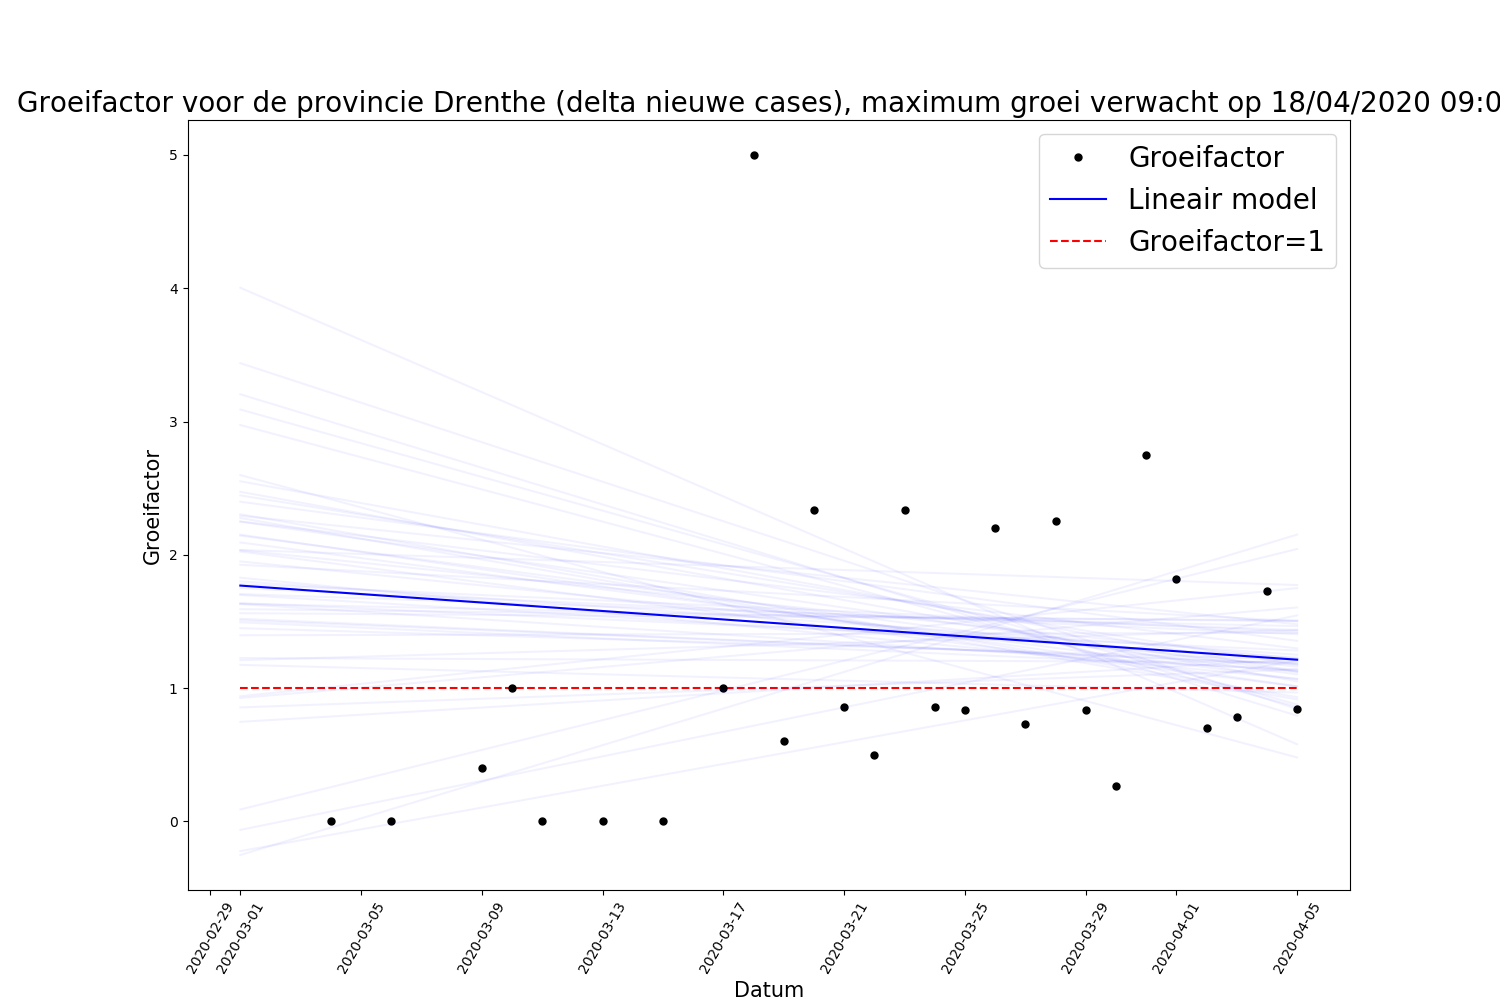 Groeifactor voor de provincie Drenthe (delta nieuwe cases), maximum groei verwacht op 18/04/2020 09:0
Groeifactor
Lineair model
Groeifactor=1
Groeifactor
5
4
3
2
1
0
2020-02-29
2020-03-01
2020-03-05
2020-03-09
2020-03-13
2020-03-17
2020-03-21
2020-03-25
2020-03-29
2020-04-01
2020-04-05
Datum